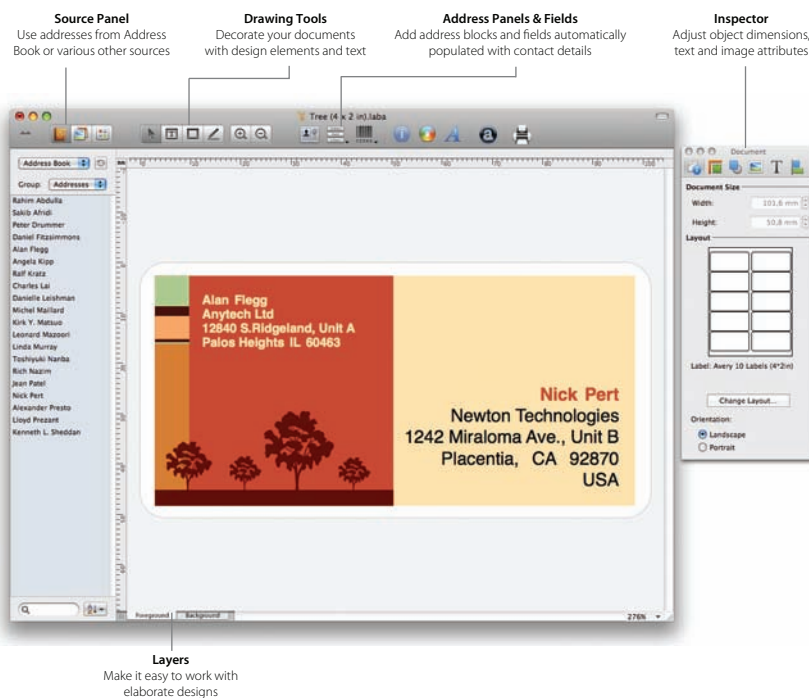 Source Panel
Use addresses from Address
Book or various other sources
Drawing Tools
Decorate your documents
with design elements and text
Address Panels & Fields
Add address blocks and fields automatically
populated with contact details
Inspector
Adjust object dimensions,
text and image attributes
Tree (4 x 2 in).laba
Address Book
Group: Addresses
Rahim Abdulla
Sakib Afridi
Peter Drummer
Daniel Fitzsimmons
Alan Flegg
Angela Kipp
Ralf Kratz
Charles Lai
Danielle Leishman
Michel Maillard
Kirk Y. Matsuo
Leonard Mazoori
Linda Murray
Toshiyuki Nanba
Rich Nazim
Jean Patel
Nick Pert
Alexander Presto
Lloyd Prezant
Kenneth L. Sheddan
Alan Flegg
Anytech Ltd
12840 S.Ridgeland, Unit A
Palos Heights IL 60463
Nick Pert
Newton Technologies
1242 Miraloma Ave., Unit B
Placentia, CA 92870
USA
Foreground
Background
276%
Document
Document Size
Width: 101,6 mm
Height: 50,8 mm
Layout
Label: Avery 10 Labels (4*2in)
Change Layout...
Orientation:
Landscape
Portrait
Layers
Make it easy to work with
elaborate designs